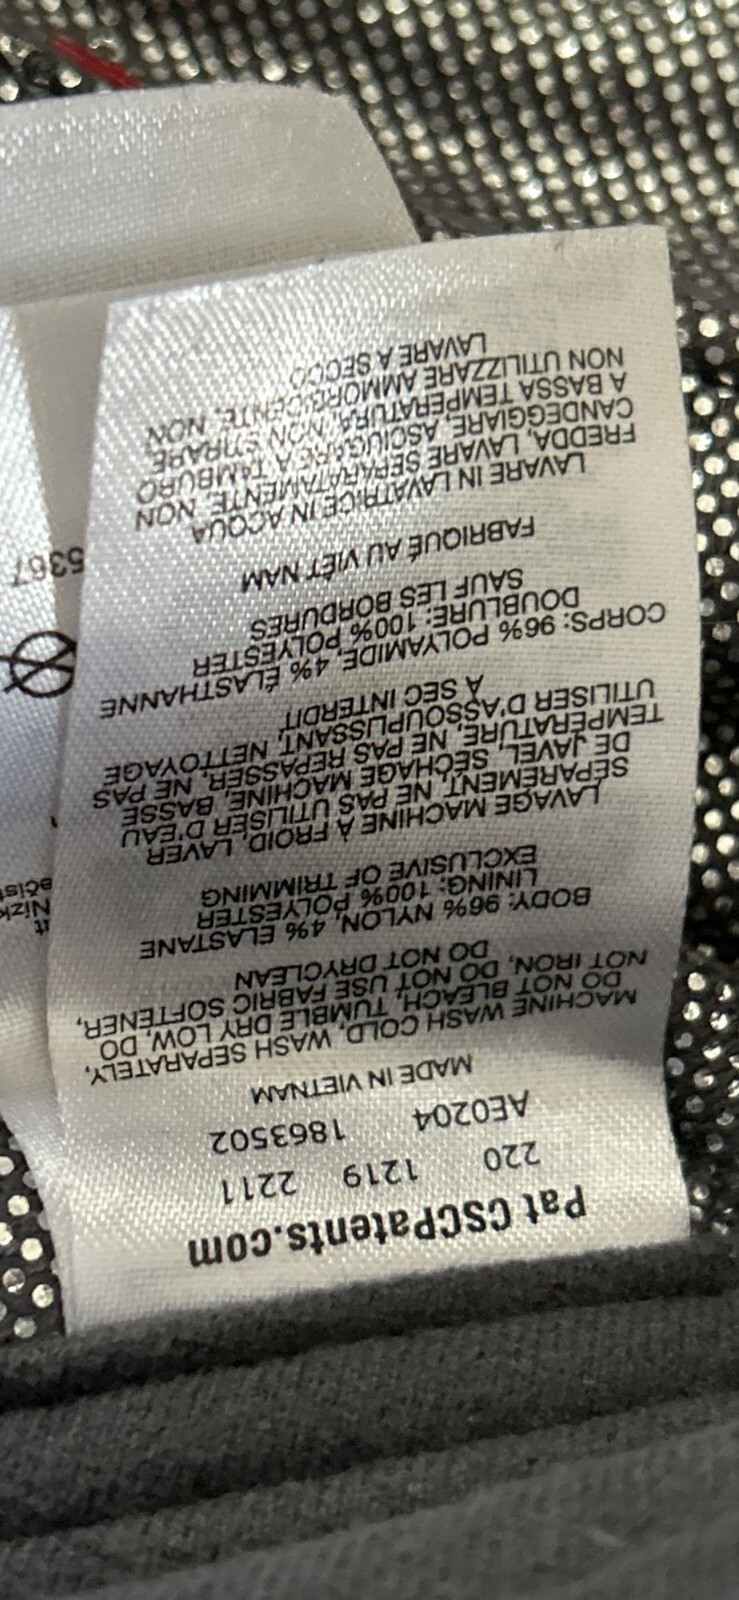 Pat CSCPatents.com
220 1219 2211
AE0204 1863502
MADE IN VIETNAM
MACHINE WASH COLD, WASH SEPARATELY,
DO NOT BLEACH, TUMBLE DRY LOW, DO
NOT IRON, DO NOT USE FABRIC SOFTENER,
DO NOT DRYCLEAN
BODY: 96% NYLON, 4% ELASTANE
LINING: 100% POLYESTER
EXCLUSIVE OF TRIMMING
LAVAGE MACHINE À FROID, LAVER
SÉPARÉMENT, NE PAS UTILISER D'EAU
DE JAVEL, SÉCHAGE MACHINE, BASSE
TEMPÉRATURE, NE PAS REPASSER, NE PAS
UTILISER D'ASSOUPLISSANT, NETTOYAGE
À SEC INTERDIT
CORPS: 96% POLYAMIDE, 4% ÉLASTHANNE
DOUBLURE: 100% POLYESTER
SAUF LES BORDURES
FABRIQUÉ AU VIÊT NAM
LAVARE IN LAVATRICE IN ACQUA
FREDDA, LAVARE SEPARATAMENTE, NON
CANDEGGIARE, ASCIUGARE A TAMBURO
A BASSA TEMPERATURA, NON STIRARE,
NON UTILIZZARE AMMORBIDENTE, NON
LAVARE A SECCO
5367